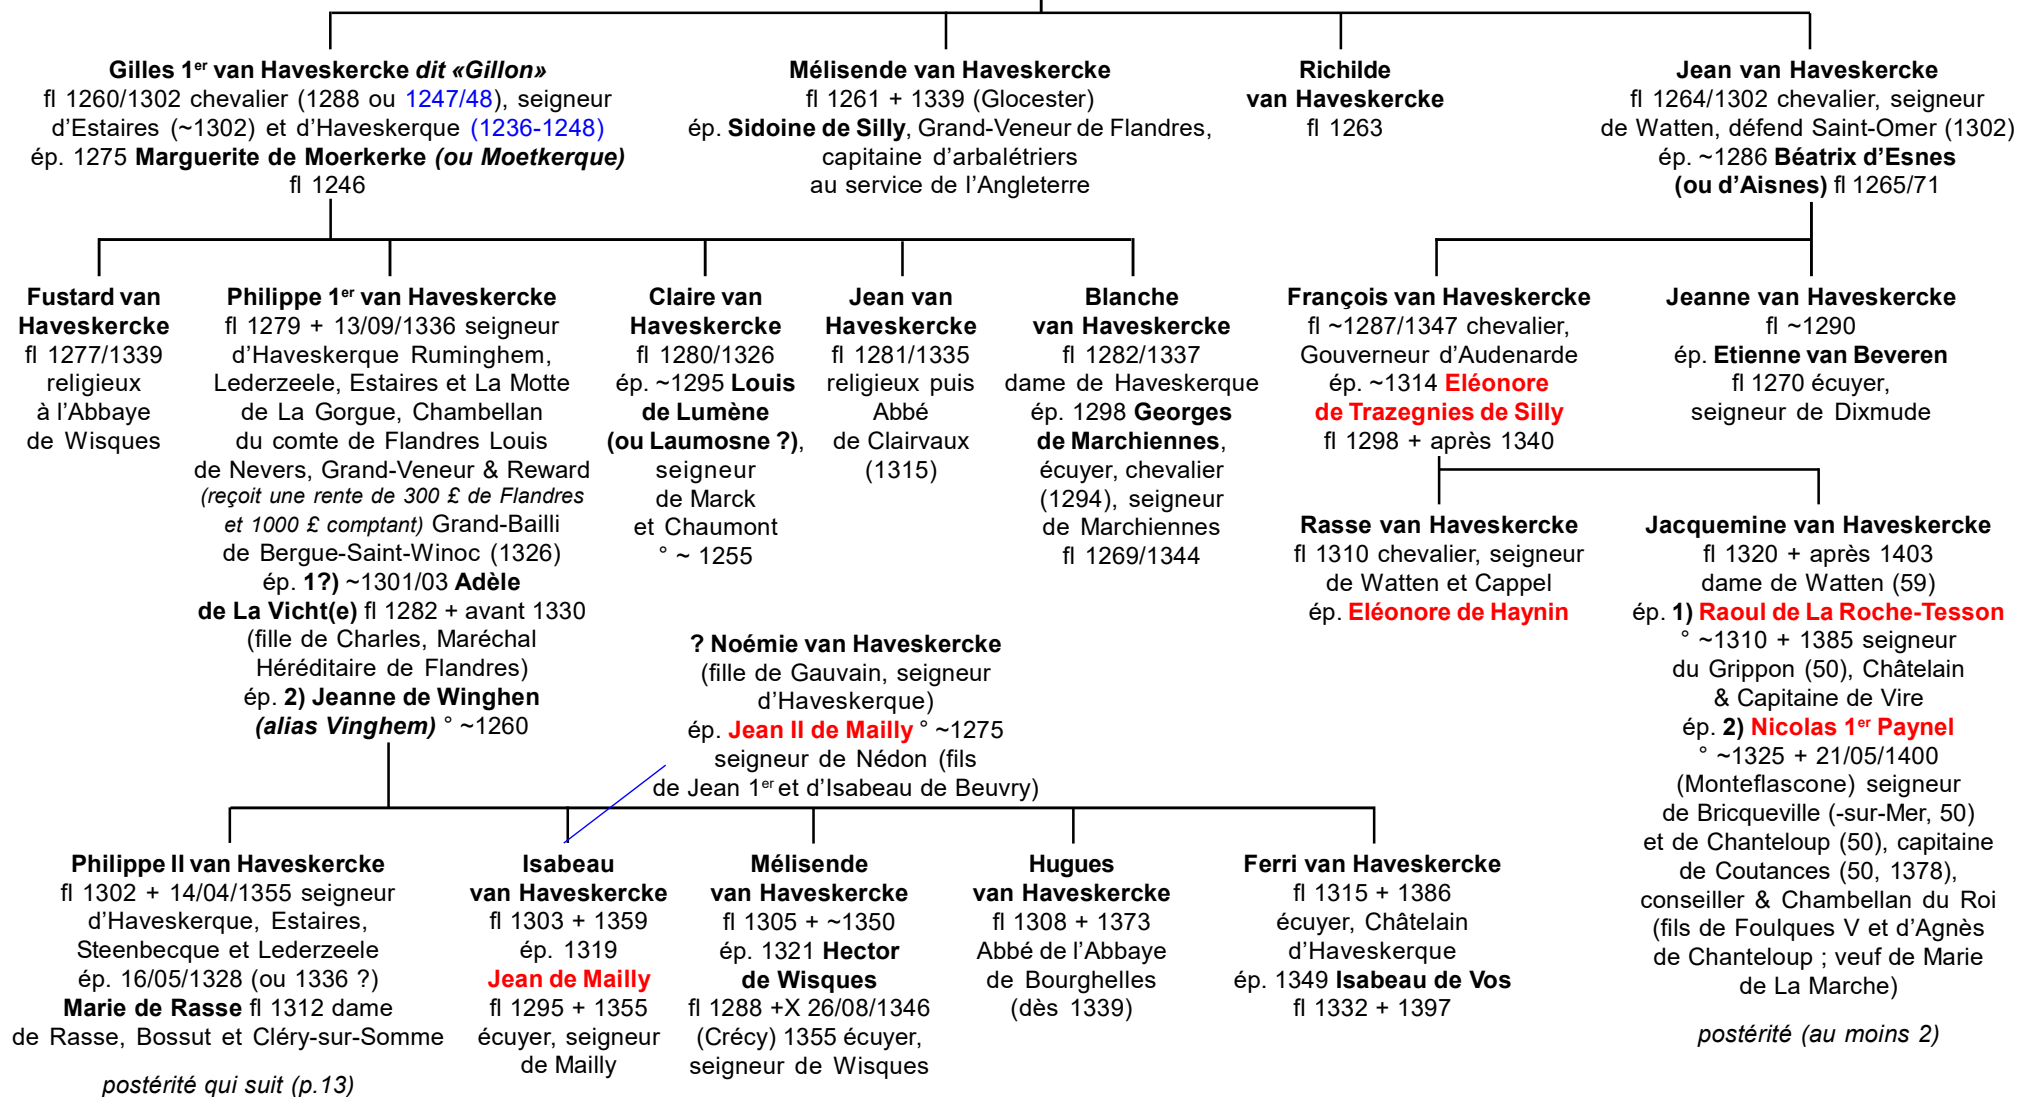 Gilles 1er van Haveskercke dit «Gillon»
fl 1260/1302 chevalier (1288 ou 1247/48), seigneur
d’Estaires (~1302) et d’Haveskerque (1236-1248)
ép. 1275 Marguerite de Moerkerke (ou Moetkerque)
fl 1246
Mélisende van Haveskercke
fl 1261 + 1339 (Glocester)
ép. Sidoine de Silly, Grand-Veneur de Flandres,
capitaine d’arbalétriers
au service de l’Angleterre
Richilde
van Haveskercke
fl 1263
Jean van Haveskercke
fl 1264/1302 chevalier, seigneur
de Watten, défend Saint-Omer (1302)
ép. ~1286 Béatrix d’Esnes
(ou d’Aisnes) fl 1265/71
Fustard van
Haveskercke
fl 1277/1339
religieux
à l’Abbaye
de Wisques
Philippe 1er van Haveskercke
fl 1279 + 13/09/1336 seigneur
d’Haveskerque Ruminghem,
Lederzeele, Estaires et La Motte
de La Gorgue, Chambellan
du comte de Flandres Louis
de Nevers, Grand-Veneur & Reward
(reçoit une rente de 300 £ de Flandres
et 1000 £ comptant) Grand-Bailli
de Bergue-Saint-Winoc (1326)
ép. 1?) ~1301/03 Adèle
de La Vicht(e) fl 1282 + avant 1330
(fille de Charles, Maréchal
Héréditaire de Flandres)
ép. 2) Jeanne de Winghen
(alias Vinghem) ° ~1260
Claire van
Haveskercke
fl 1280/1326
ép. ~1295 Louis
de Lumène
(ou Laumosne ?),
seigneur
de Marck
et Chaumont
° ~ 1255
Jean van
Haveskercke
fl 1281/1335
religieux puis
Abbé
de Clairvaux
(1315)
Blanche
van Haveskercke
fl 1282/1337
dame de Haveskerque
ép. 1298 Georges
de Marchiennes,
écuyer, chevalier
(1294), seigneur
de Marchiennes
fl 1269/1344
François van Haveskercke
fl ~1287/1347 chevalier,
Gouverneur d’Audenarde
ép. ~1314 Eléonore
de Trazegnies de Silly
fl 1298 + après 1340
Jeanne van Haveskercke
fl ~1290
ép. Etienne van Beveren
fl 1270 écuyer,
seigneur de Dixmude
Rasse van Haveskercke
fl 1310 chevalier, seigneur
de Watten et Cappel
ép. Eléonore de Haynin
Jacquemine van Haveskercke
fl 1320 + après 1403
dame de Watten (59)
ép. 1) Raoul de La Roche-Tesson
° ~1310 + 1385 seigneur
du Grippon (50), Châtelain
& Capitaine de Vire
ép. 2) Nicolas 1er Paynel
° ~1325 + 21/05/1400
(Monteflascone) seigneur
de Bricqueville (-sur-Mer, 50)
et de Chanteloup (50), capitaine
de Coutances (50, 1378),
conseiller & Chambellan du Roi
(fils de Foulques V et d’Agnès
de Chanteloup ; veuf de Marie
de La Marche)
postérité (au moins 2)
? Noémie van Haveskercke
(fille de Gauvain, seigneur
d’Haveskerque)
ép. Jean II de Mailly ° ~1275
seigneur de Nédon (fils
de Jean 1er et d’Isabeau de Beuvry)
Philippe II van Haveskercke
fl 1302 + 14/04/1355 seigneur
d’Haveskerque, Estaires,
Steenbecque et Lederzeele
ép. 16/05/1328 (ou 1336 ?)
Marie de Rasse fl 1312 dame
de Rasse, Bossut et Cléry-sur-Somme
postérité qui suit (p.13)
Isabeau
van Haveskercke
fl 1303 + 1359
ép. 1319
Jean de Mailly
fl 1295 + 1355
écuyer, seigneur
de Mailly
Mélisende
van Haveskercke
fl 1305 + ~1350
ép. 1321 Hector
de Wisques
fl 1288 +X 26/08/1346
(Crécy) 1355 écuyer,
seigneur de Wisques
Hugues
van Haveskercke
fl 1308 + 1373
Abbé de l’Abbaye
de Bourghelles
(dès 1339)
Ferri van Haveskercke
fl 1315 + 1386
écuyer, Châtelain
d’Haveskerque
ép. 1349 Isabeau de Vos
fl 1332 + 1397